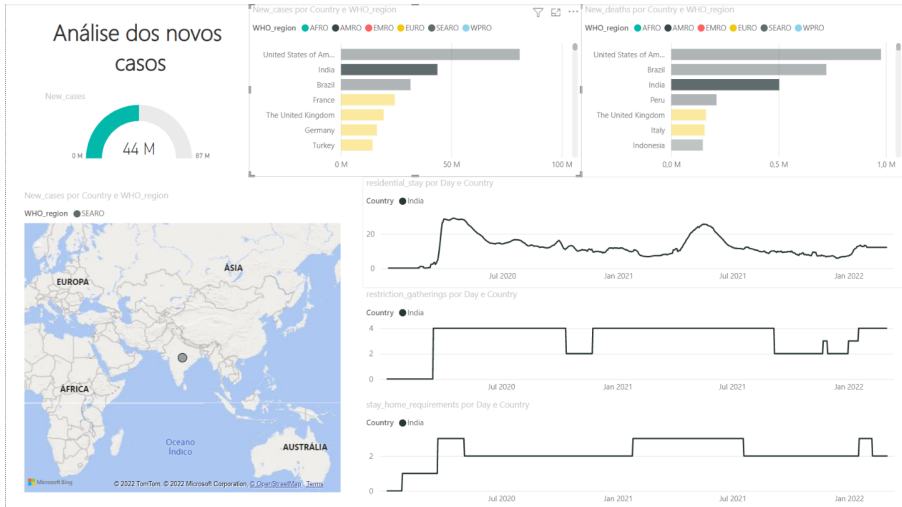 Análise dos novos
casos
New_cases
44 M
0 M
87 M
New_cases por Country e WHO_region
WHO_region AFRO AMRO EMRO EURO SEARO WPRO
United States of Am...
India
Brazil
France
The United Kingdom
Germany
Turkey
0 M 50 M 100 M
New_deaths por Country e WHO_region
WHO_region AFRO AMRO EMRO EURO SEARO WPRO
United States of Am...
Brazil
India
Peru
The United Kingdom
Italy
Indonesia
0,0 M 0,5 M 1,0 M
New_cases por Country e WHO_region
WHO_region SEARO
ÁSIA
EUROPA
ÁFRICA
Oceano
Índico
AUSTRÁLIA
Microsoft Bing
© 2022 TomTom, © 2022 Microsoft Corporation, © OpenStreetMap Terms
residential_stay por Day e Country
Country India
20
0
Jul 2020 Jan 2021 Jul 2021 Jan 2022
restriction_gatherings por Day e Country
Country India
4
2
0
Jul 2020 Jan 2021 Jul 2021 Jan 2022
stay_home_requirements por Day e Country
Country India
2
0
Jul 2020 Jan 2021 Jul 2021 Jan 2022